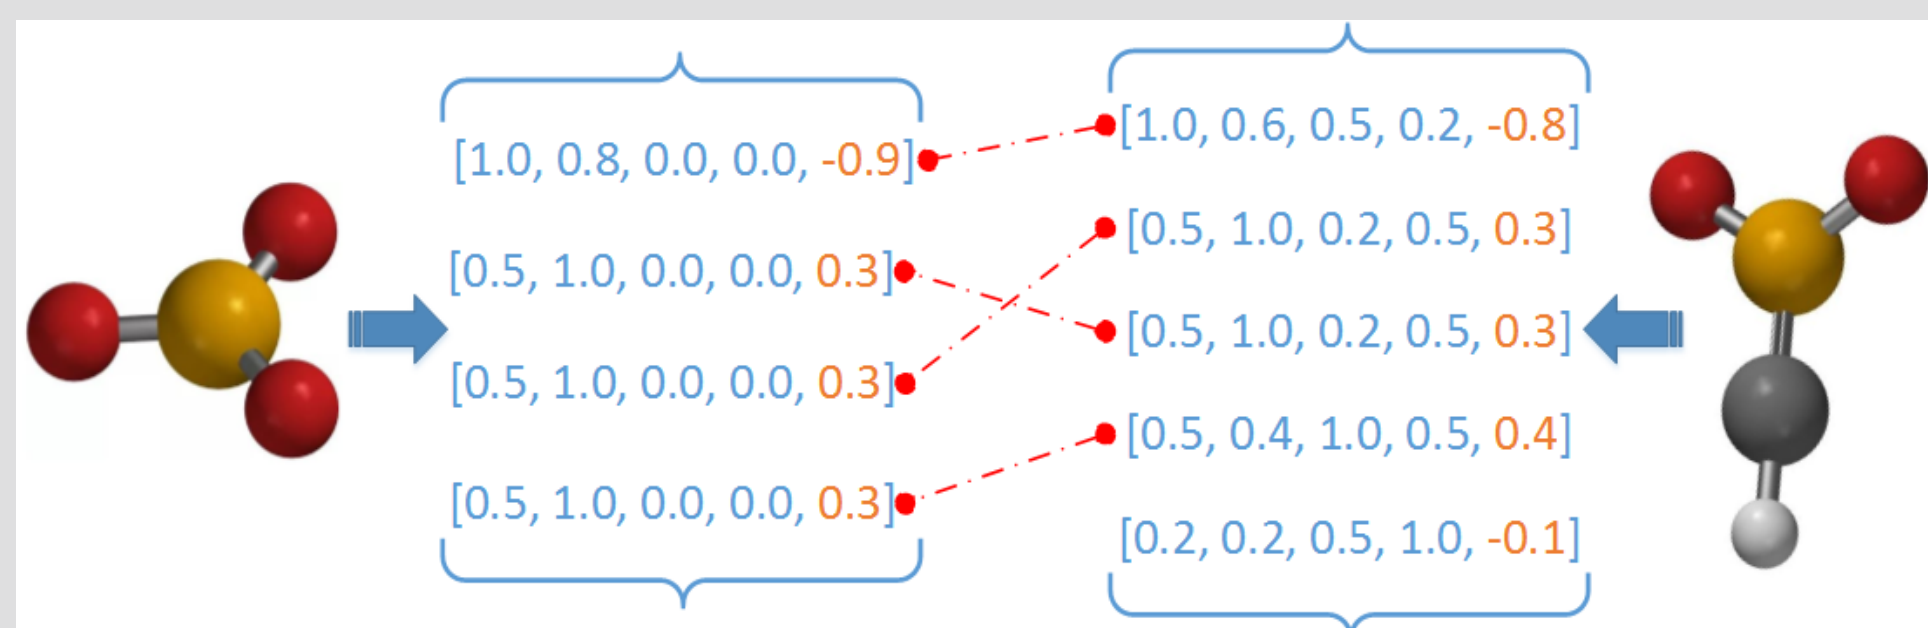 [1.0, 0.8, 0.0, 0.0, -0.9]
[0.5, 1.0, 0.0, 0.0, 0.3]
[0.5, 1.0, 0.0, 0.0, 0.3]
[0.5, 1.0, 0.0, 0.0, 0.3]
[1.0, 0.6, 0.5, 0.2, -0.8]
[0.5, 1.0, 0.2, 0.5, 0.3]
[0.5, 1.0, 0.2, 0.5, 0.3]
[0.5, 0.4, 1.0, 0.5, 0.4]
[0.2, 0.2, 0.5, 1.0, -0.1]